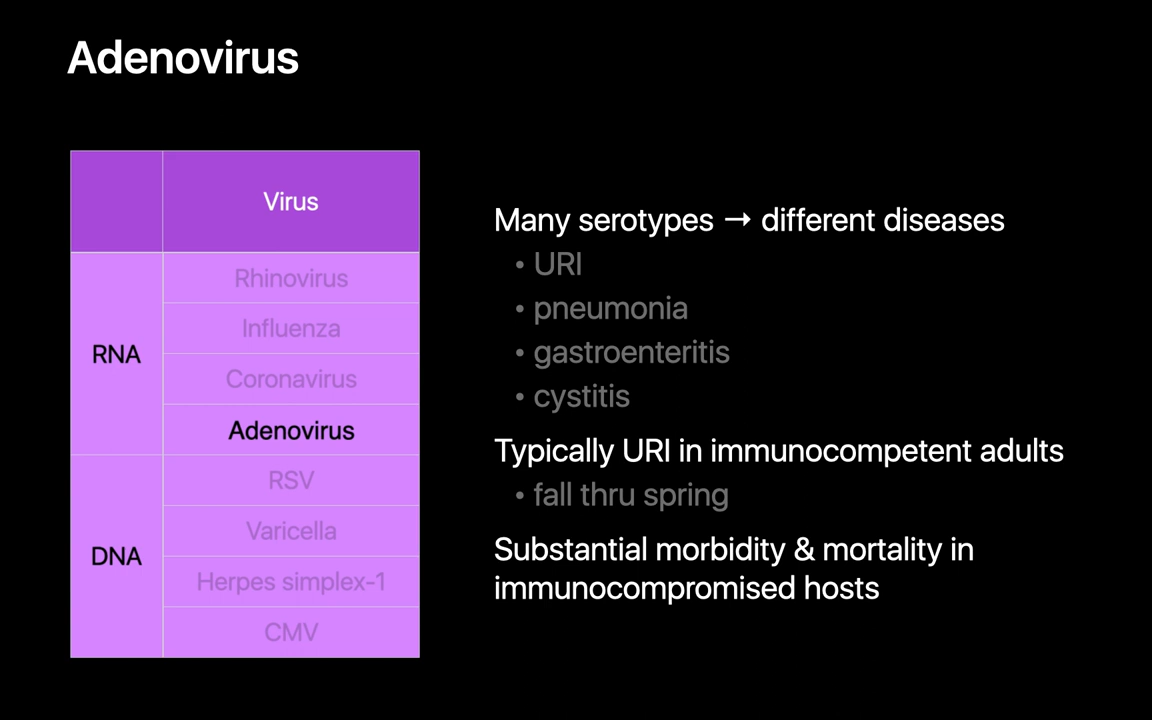 Adenovirus
Virus
RNA
Rhinovirus
Influenza
Coronavirus
Adenovirus
DNA
RSV
Varicella
Herpes simplex-1
CMV
Many serotypes → different diseases
• URI
• pneumonia
• gastroenteritis
• cystitis
Typically URI in immunocompetent adults
• fall thru spring
Substantial morbidity & mortality in
immunocompromised hosts